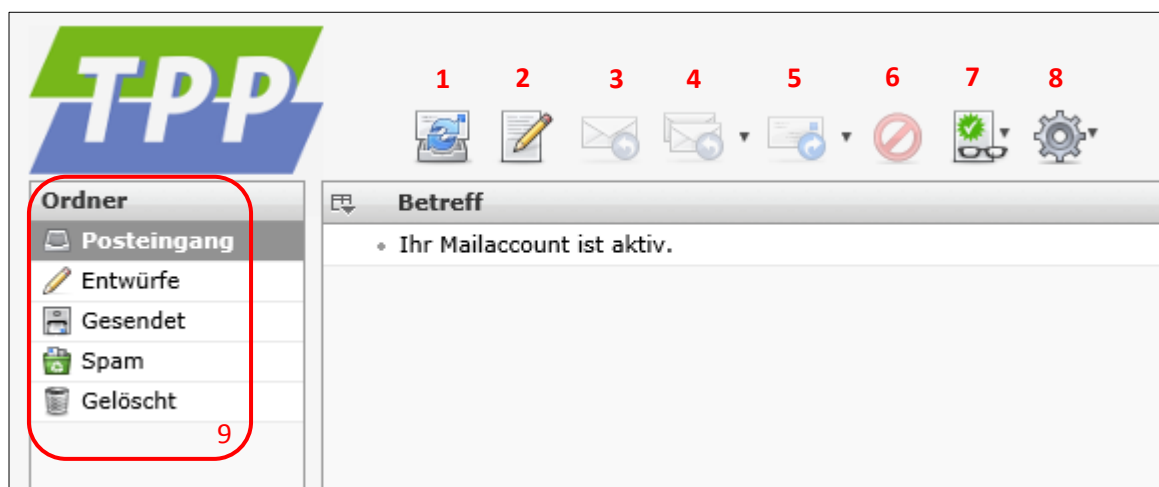 TPP
1 2 3 4 5 6 7 8
Ordner
Betreff
Posteingang
Ihr Mailaccount ist aktiv.
Entwürfe
Gesendet
Spam
Gelöscht
9